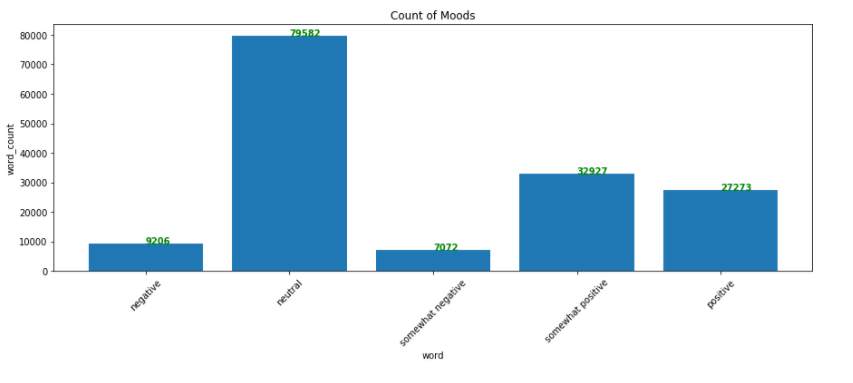 Count of Moods
80000
70000
60000
50000
40000
30000
20000
10000
0
word_count
9206
79582
7072
32927
27273
negative
neutral
somewhat negative
somewhat positive
positive
word